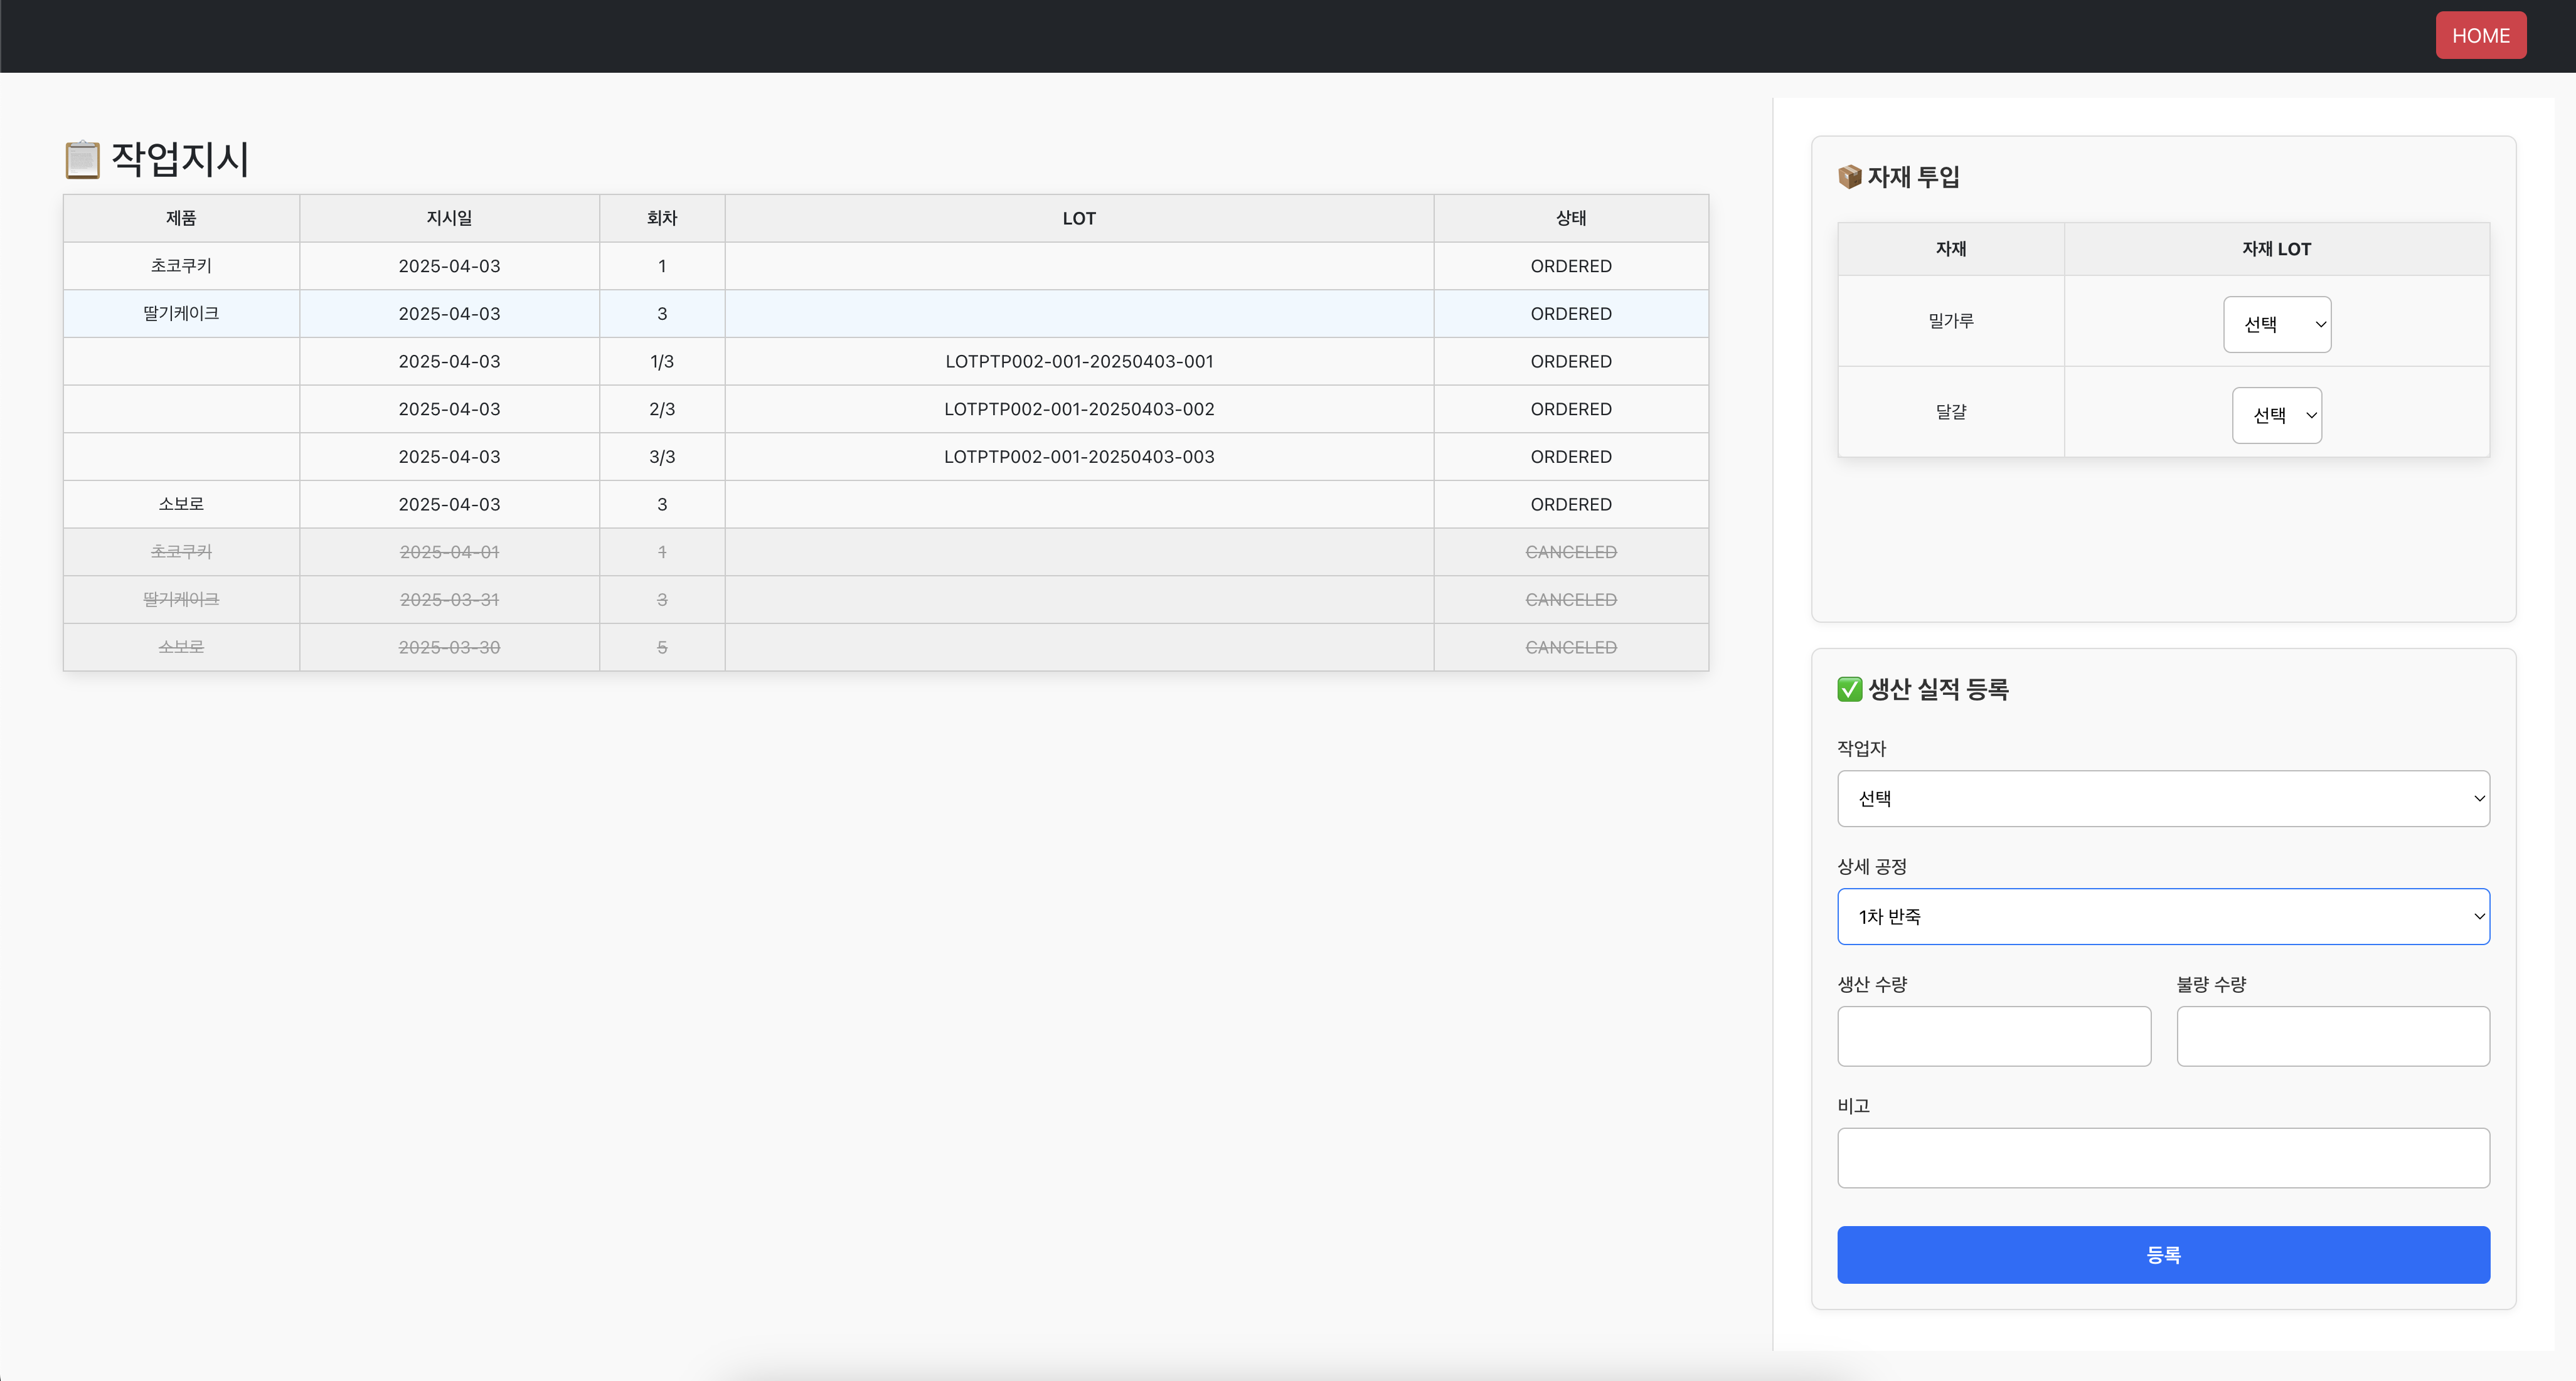 HOME
📋 작업지시
제품 지시일 회차 LOT 상태
초코쿠키 2025-04-03 1 ORDERED
딸기케이크 2025-04-03 3 ORDERED
2025-04-03 1/3 LOTPTP002-001-20250403-001 ORDERED
2025-04-03 2/3 LOTPTP002-001-20250403-002 ORDERED
2025-04-03 3/3 LOTPTP002-001-20250403-003 ORDERED
소보로 2025-04-03 3 ORDERED
초코쿠키 2025-04-01 1 CANCELED
딸기케이크 2025-03-31 3 CANCELED
소보로 2025-03-30 5 CANCELED
📦 자재 투입
자재 자재 LOT
밀가루 선택
달걀 선택
✅ 생산 실적 등록
작업자
선택
상세 공정
1차 반죽
생산 수량 불량 수량
비고
등록